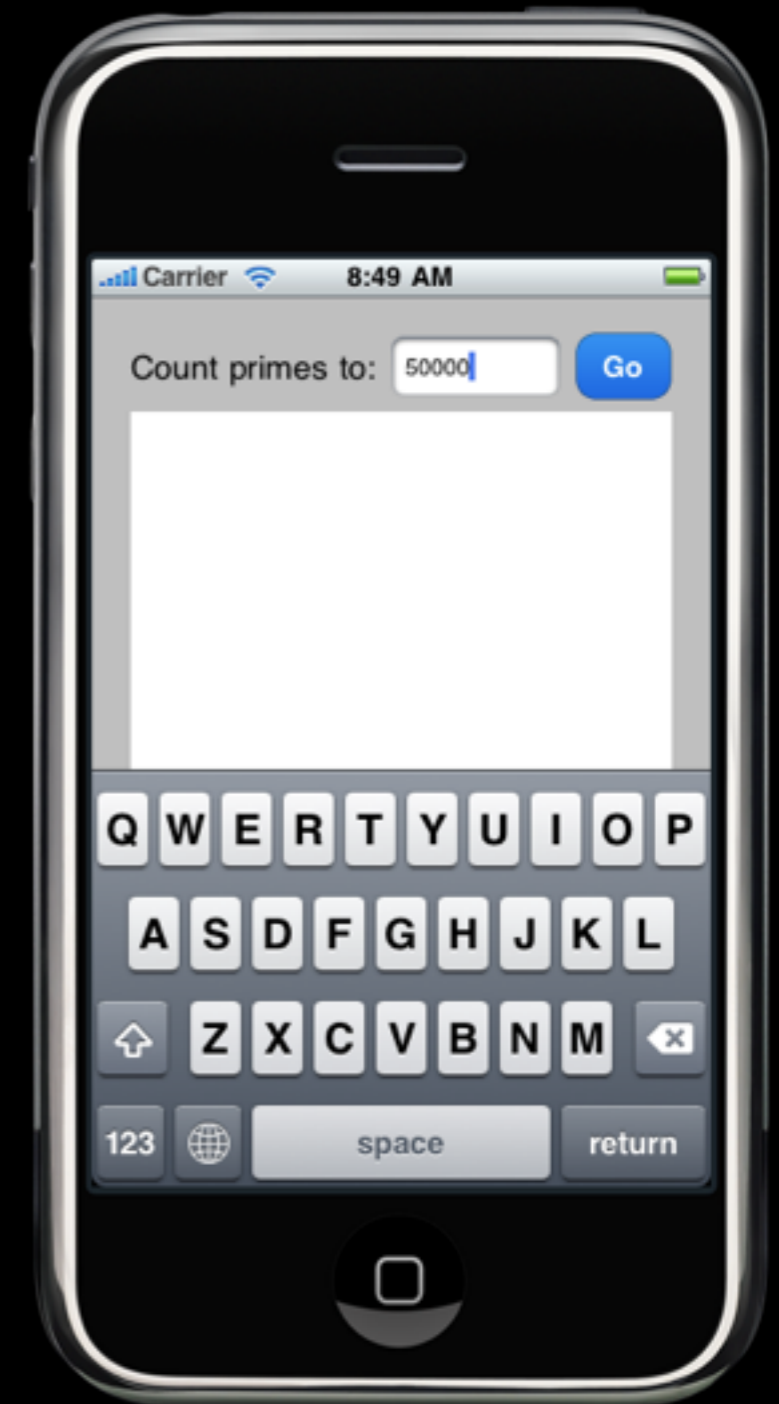 Carrier 8:49 AM
Count primes to: 50000 Go
Q W E R T Y U I O P
A S D F G H J K L
Z X C V B N M
123 space return